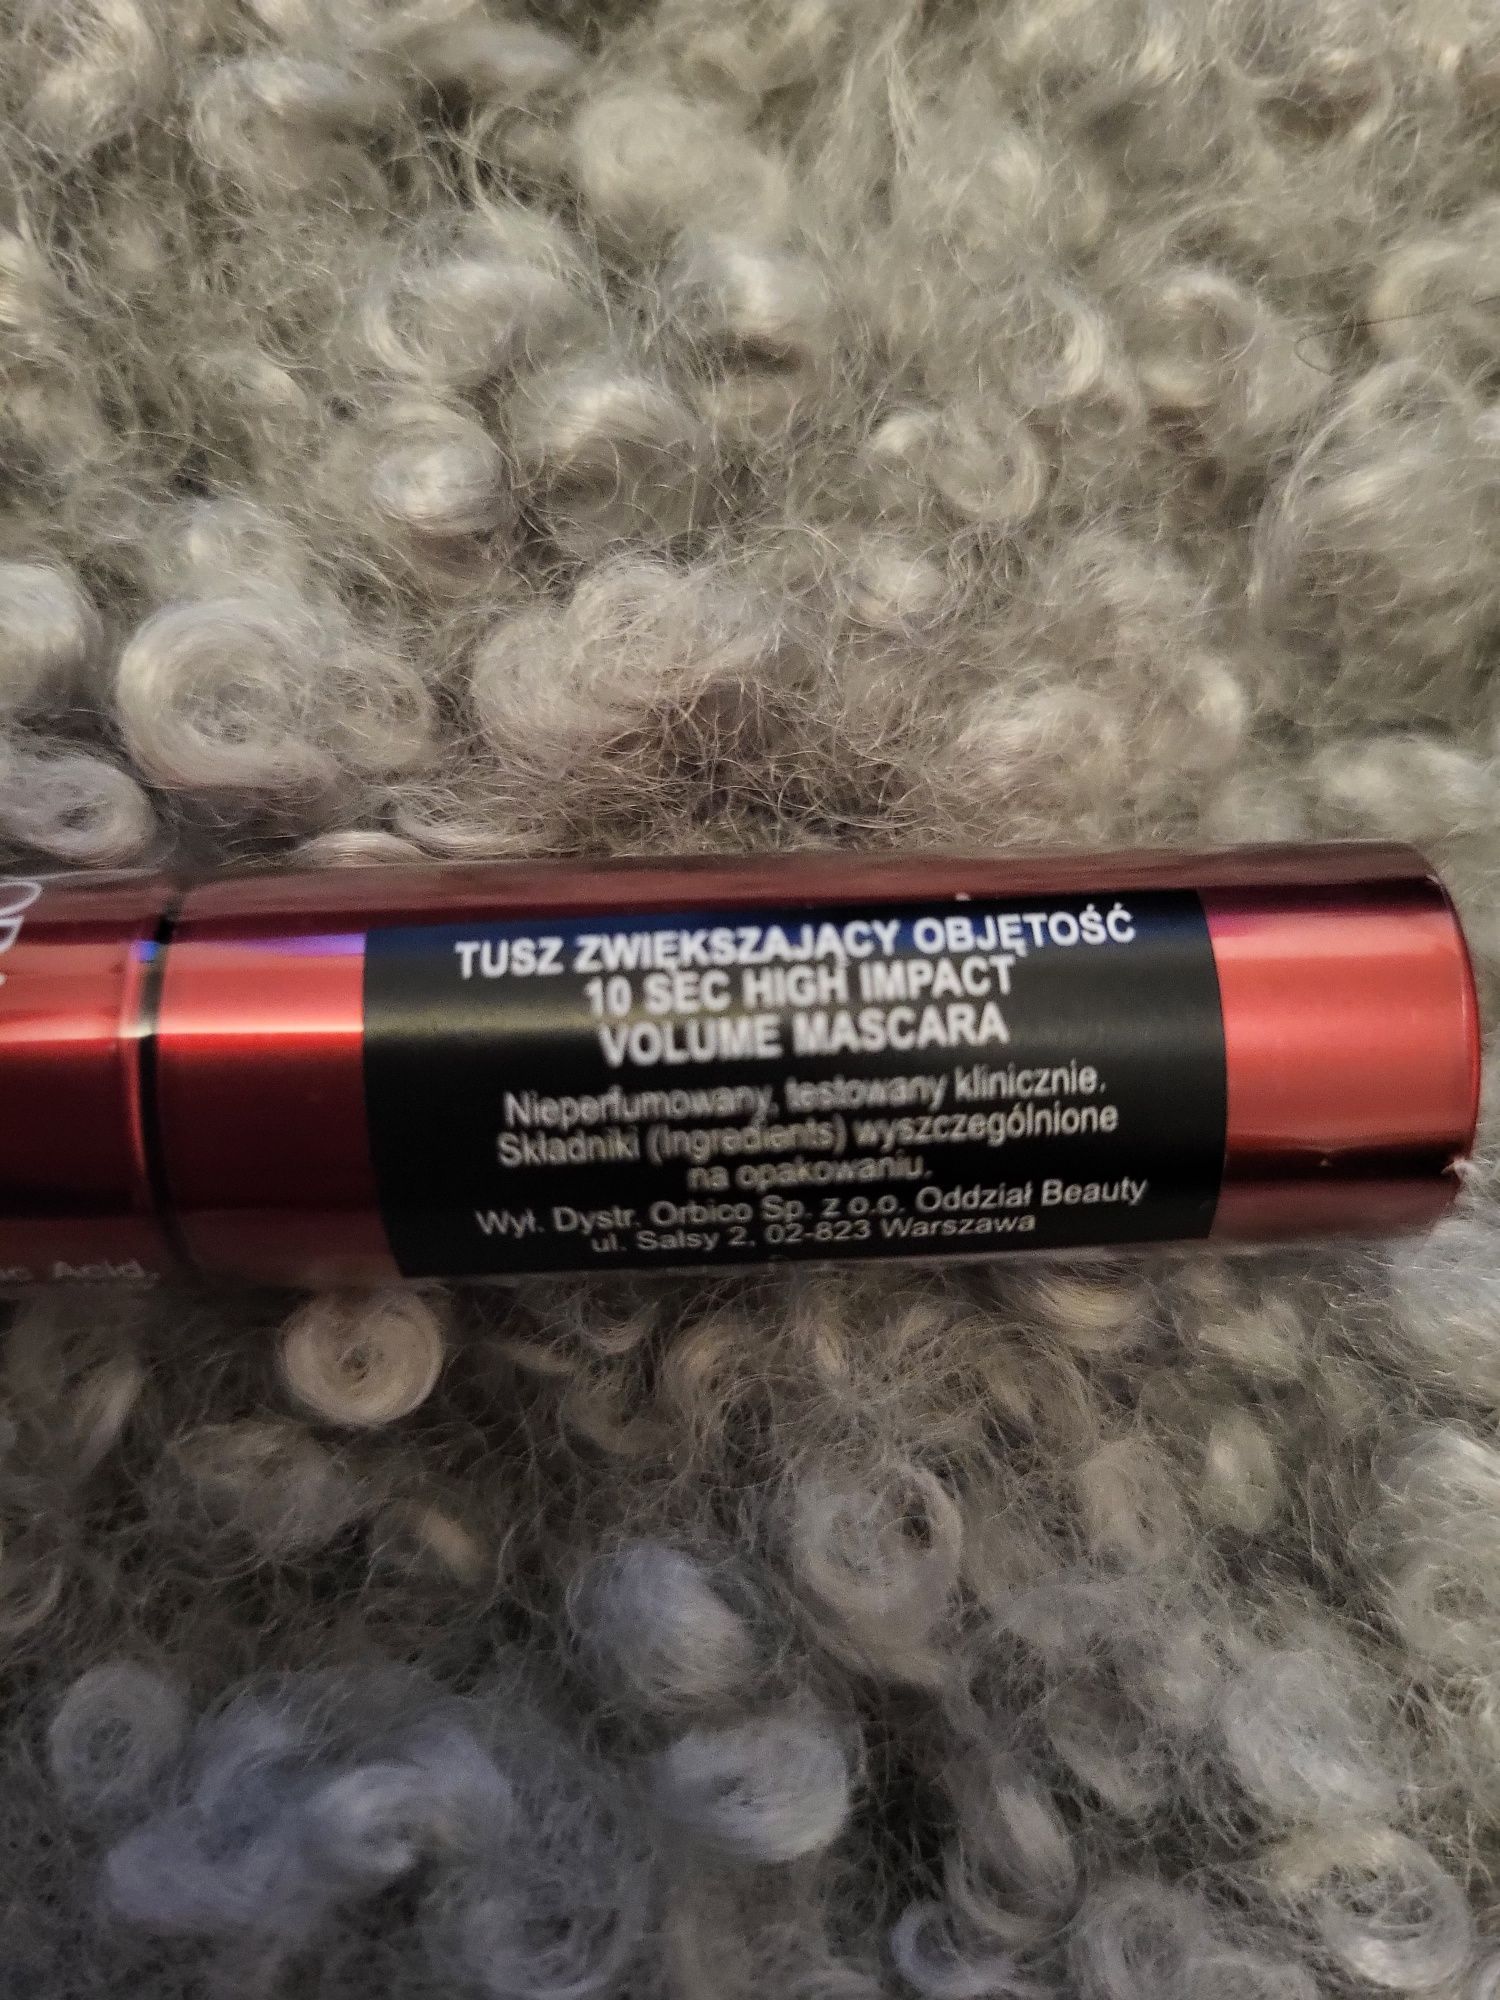 TUSZ ZWIĘKSZAJĄCY OBJĘTOŚĆ
10 SEC HIGH IMPACT
VOLUME MASCARA
Nieperfumowany, testowany klinicznie.
Składniki (Ingredients) wyszczególnione
na opakowaniu.
Wył. Dystr. Orbico Sp. z o.o. Oddział Beauty
ul. Salsy 2, 02-823 Warszawa
Acid,